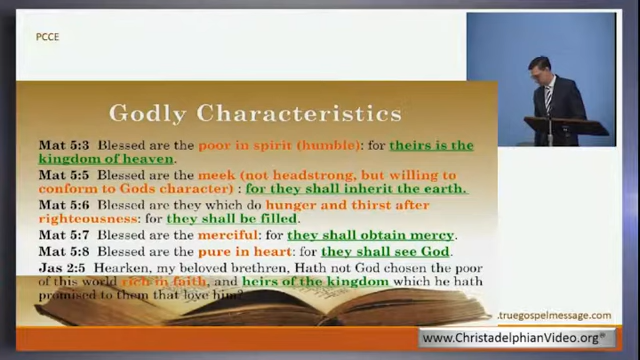 PCCE
Godly Characteristics
Mat 5:3 Blessed are the poor in spirit (humble): for theirs is the
kingdom of heaven.
Mat 5:5 Blessed are the meek (not headstrong, but willing to
conform to Gods character) : for they shall inherit the earth.
Mat 5:6 Blessed are they which do hunger and thirst after
righteousness: for they shall be filled.
Mat 5:7 Blessed are the merciful: for they shall obtain mercy.
Mat 5:8 Blessed are the pure in heart: for they shall see God.
Jas 2:5 Hearken, my beloved brethren, Hath not God chosen the poor
of this world rich in faith, and heirs of the kingdom which he hath
promised to them that love him?
.truegospelmessage.com
www.ChristadelphianVideo.org®